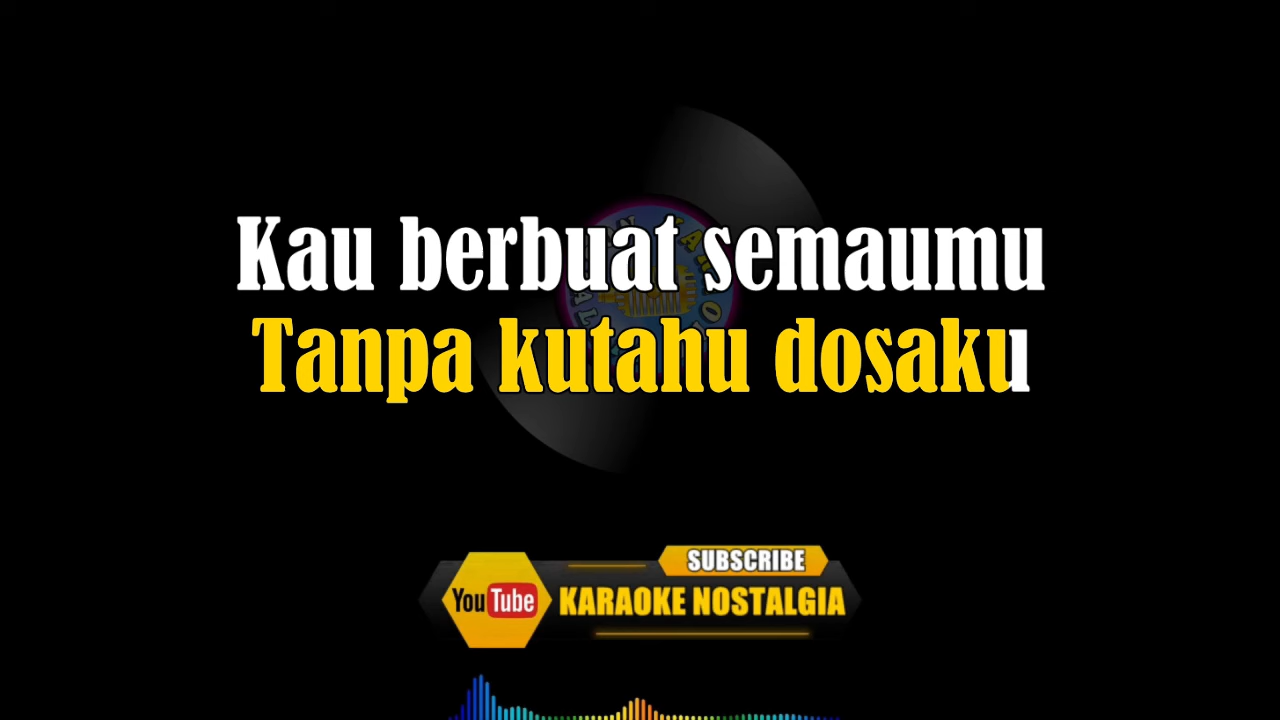 Kau berbuat semaumu
Tanpa kutahu dosaku
SUBSCRIBE
YouTube
KARAOKE NOSTALGIA